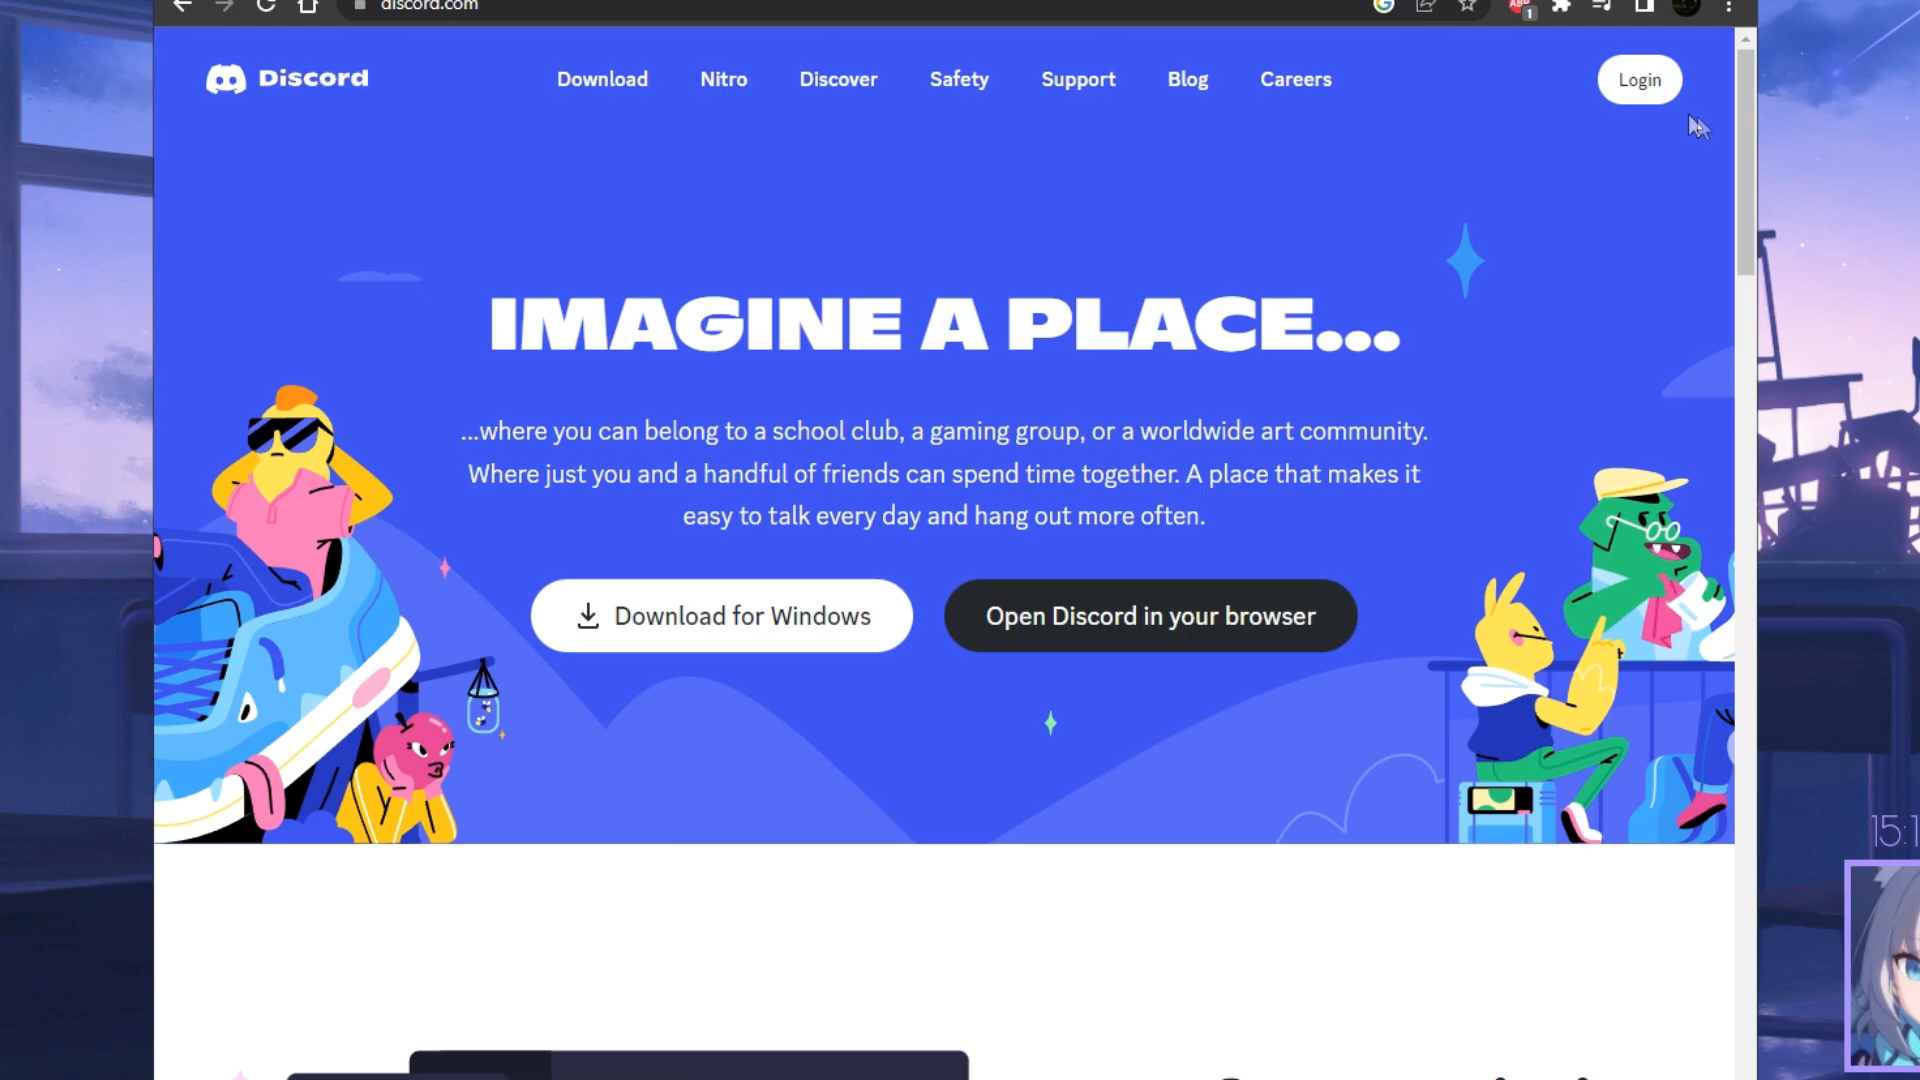 discord.com
1
Discord
Download
Nitro
Discover
Safety
Support
Blog
Careers
Login
IMAGINE A PLACE...
...where you can belong to a school club, a gaming group, or a worldwide art community.
Where just you and a handful of friends can spend time together. A place that makes it
easy to talk every day and hang out more often.
Download for Windows
Open Discord in your browser